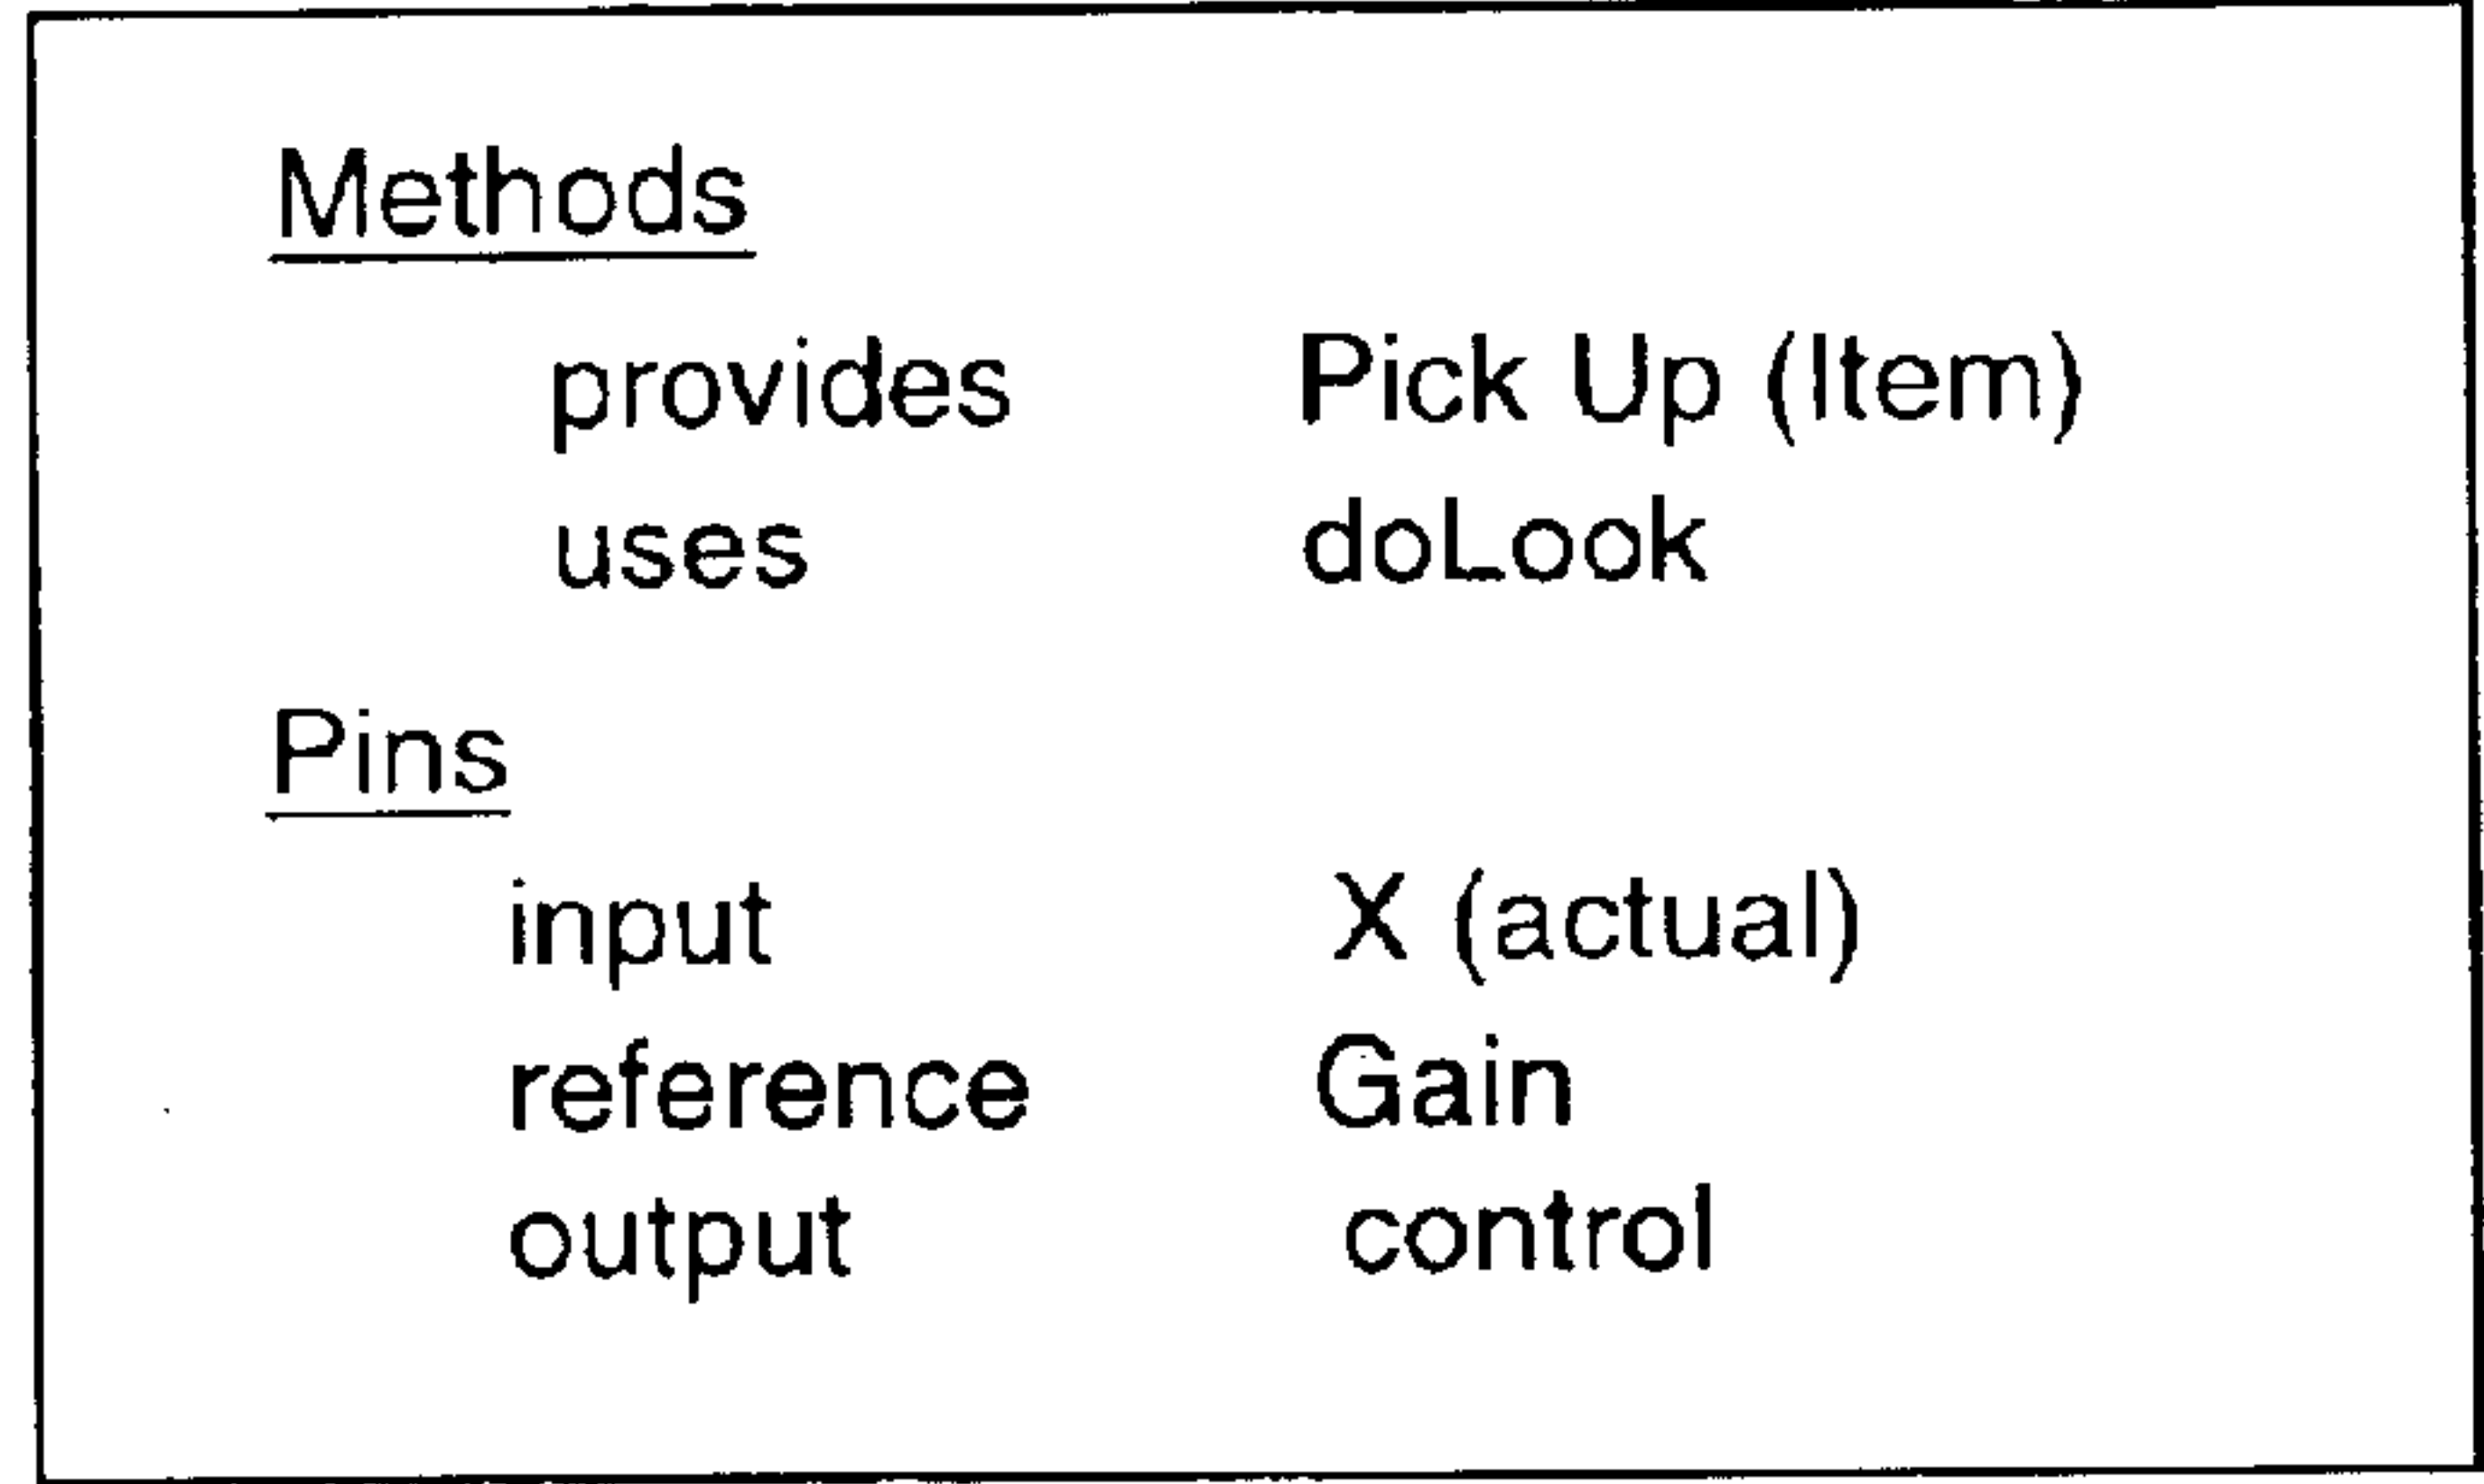 Methods
provides Pick Up (Item)
uses doLook
Pins
input X (actual)
reference Gain
output control